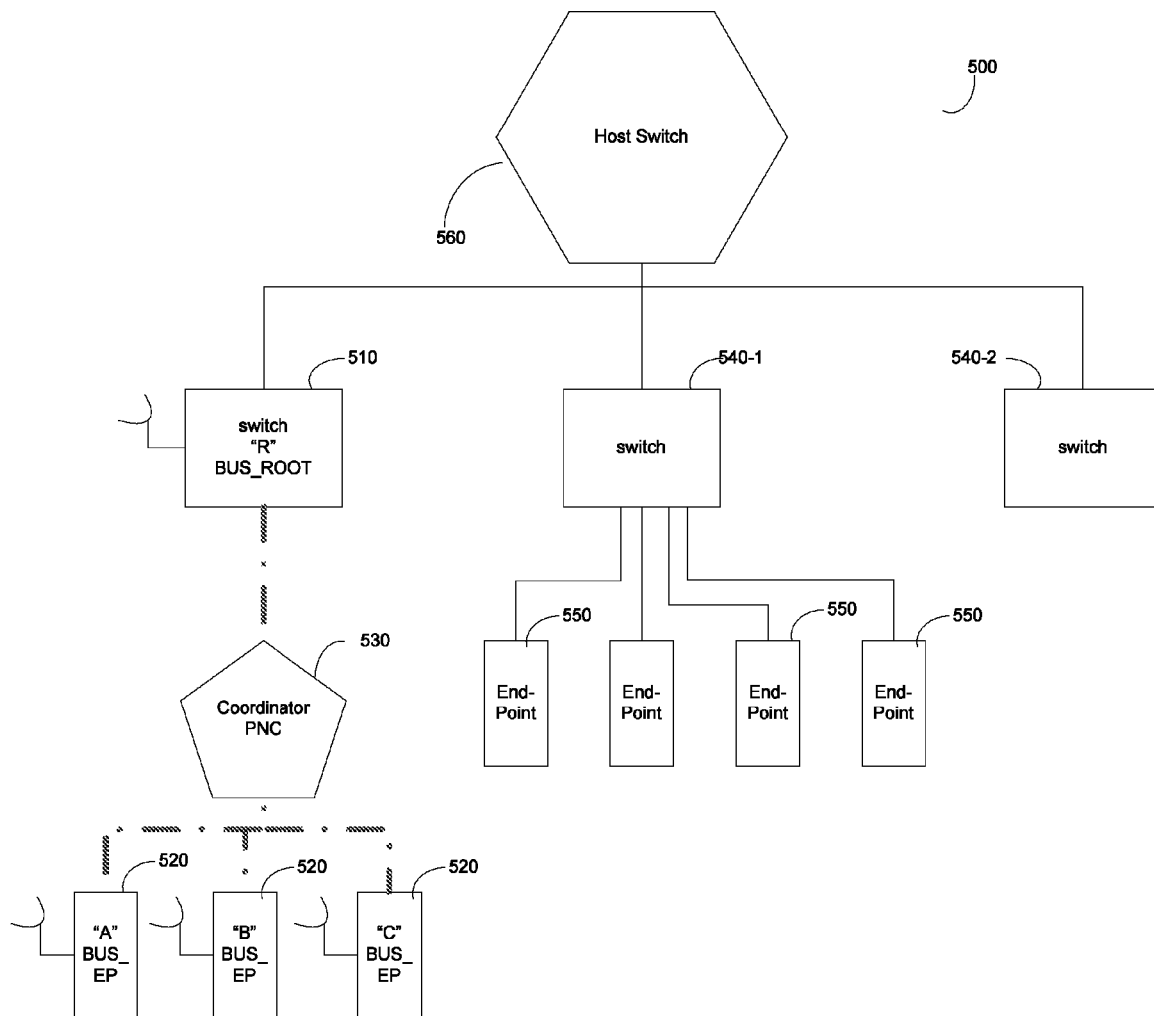 500
Host Switch
560
510
540-1
540-2
switch
"R"
BUS_ROOT
switch
switch
530
Coordinator
PNC
550
550
550
End-
Point
End-
Point
End-
Point
End-
Point
520
520
520
"A"
BUS_
EP
"B"
BUS_
EP
"C"
BUS_
EP